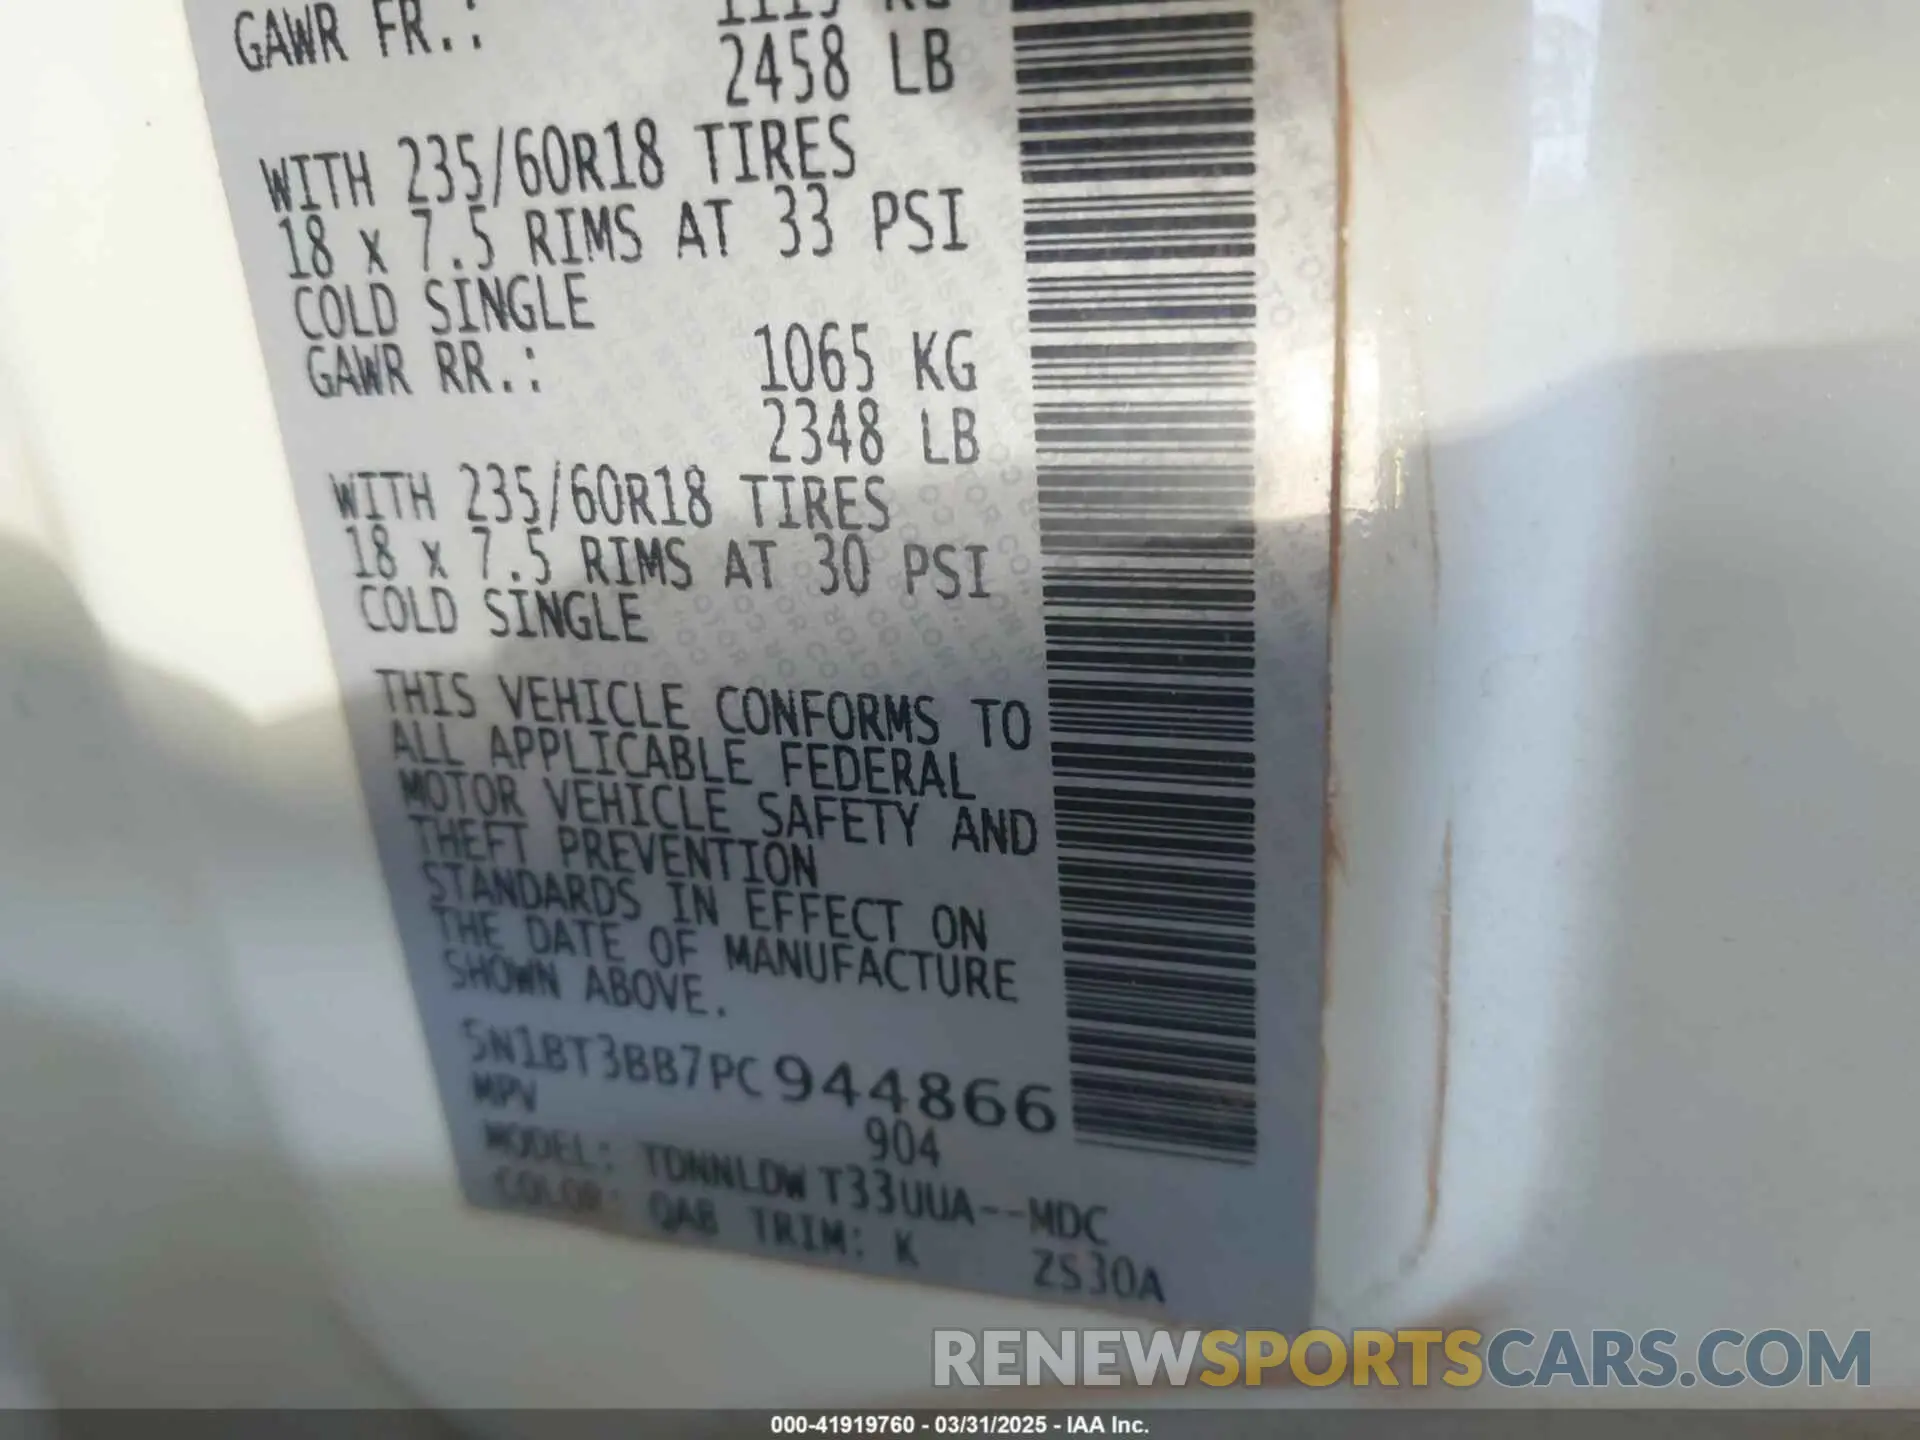 GAWR FR.: 1115 KG
2458 LB
WITH 235/60R18 TIRES
18 x 7.5 RIMS AT 33 PSI
COLD SINGLE
GAWR RR.: 1065 KG
2348 LB
WITH 235/60R18 TIRES
18 x 7.5 RIMS AT 30 PSI
COLD SINGLE
THIS VEHICLE CONFORMS TO
ALL APPLICABLE FEDERAL
MOTOR VEHICLE SAFETY AND
THEFT PREVENTION
STANDARDS IN EFFECT ON
THE DATE OF MANUFACTURE
SHOWN ABOVE.
5N1BT3BB7PC944866
MPV 904
MODEL: TDNNLDW T33UUA--MDC
COLOR: QAB TRIM: K ZS30A
RENEWSPORTSCARS.COM
000-41919760 - 03/31/2025 - IAA Inc.